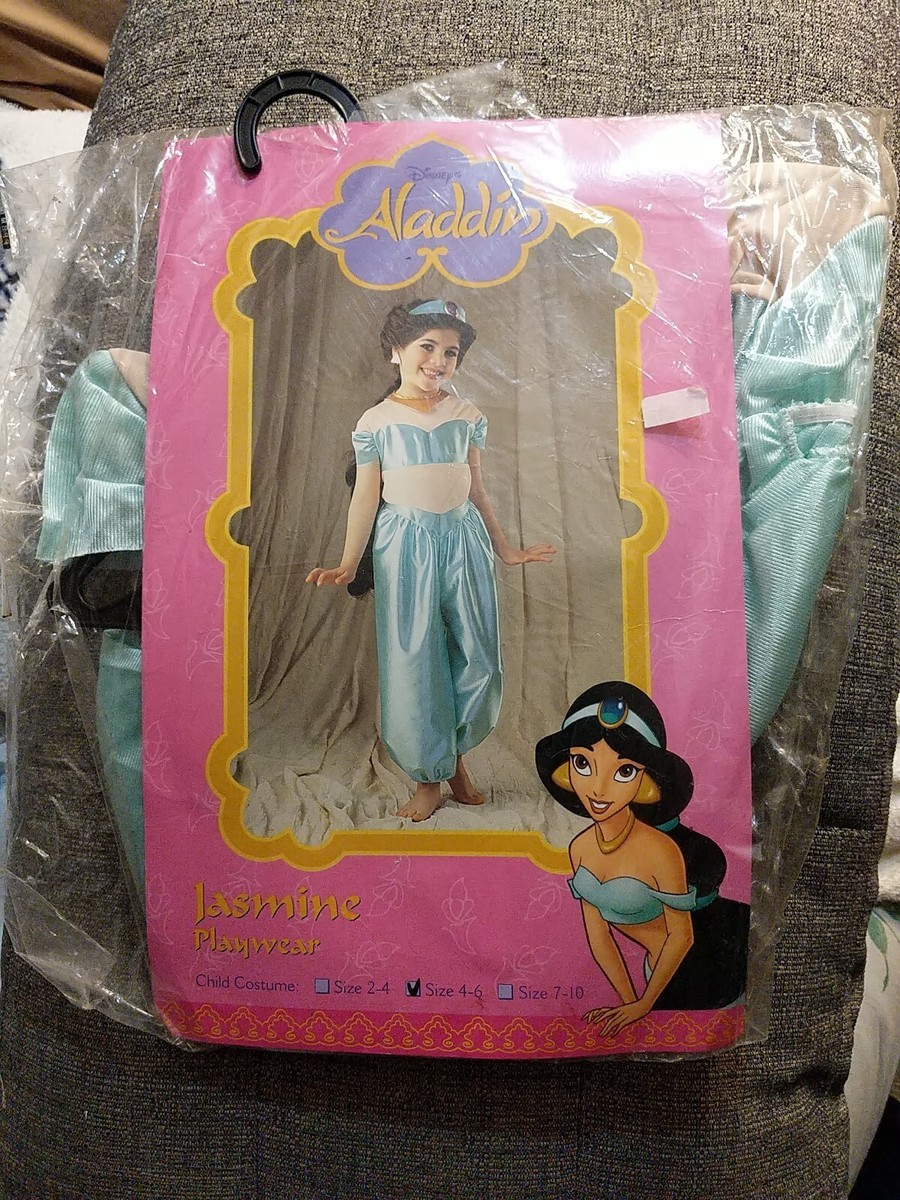 Disney's
Aladdin
Jasmine
Playwear
Child Costume: Size 2-4 Size 4-6 Size 7-10